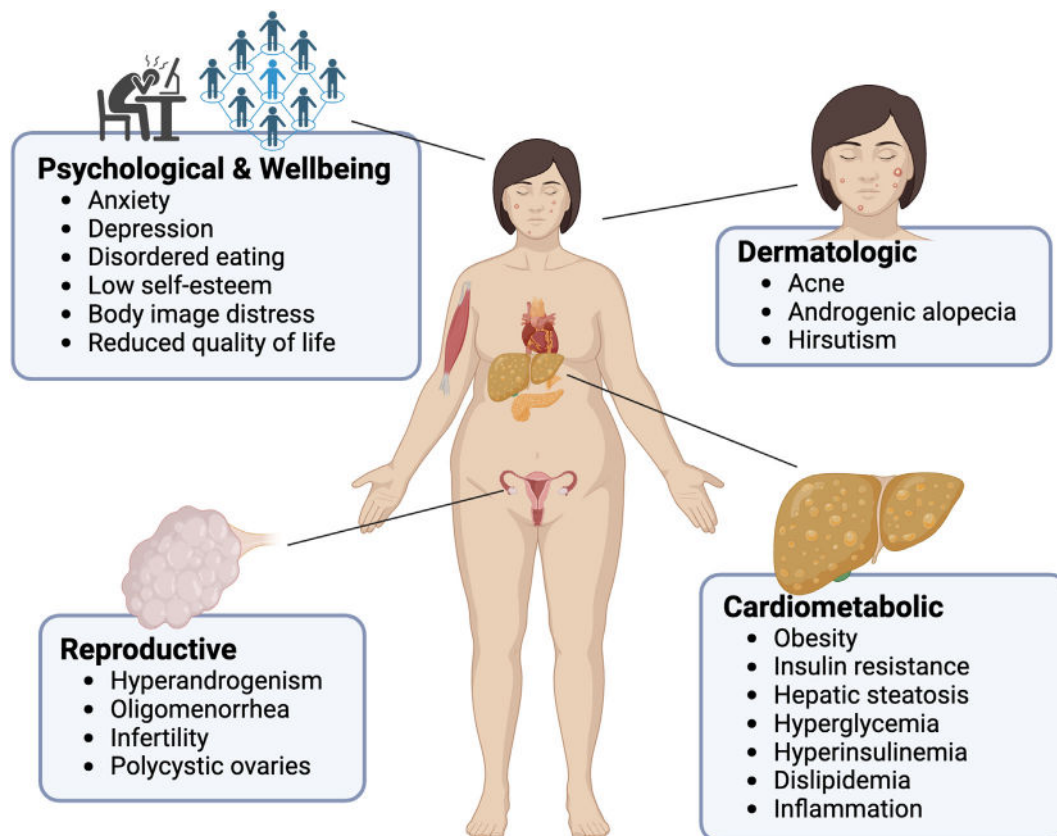 Psychological & Wellbeing
• Anxiety
• Depression
• Disordered eating
• Low self-esteem
• Body image distress
• Reduced quality of life
Dermatologic
• Acne
• Androgenic alopecia
• Hirsutism
Reproductive
• Hyperandrogenism
• Oligomenorrhea
• Infertility
• Polycystic ovaries
Cardiometabolic
• Obesity
• Insulin resistance
• Hepatic steatosis
• Hyperglycemia
• Hyperinsulinemia
• Dislipidemia
• Inflammation